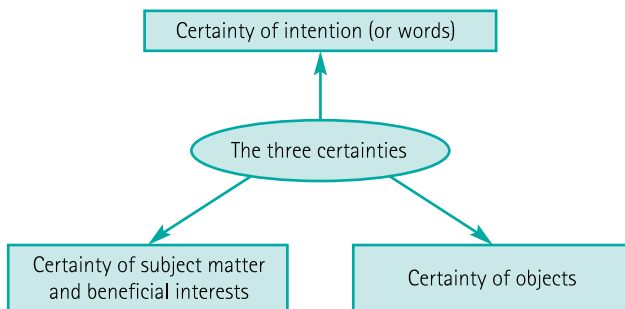 Certainty of intention (or words)
The three certainties
Certainty of subject matter
and beneficial interests
Certainty of objects